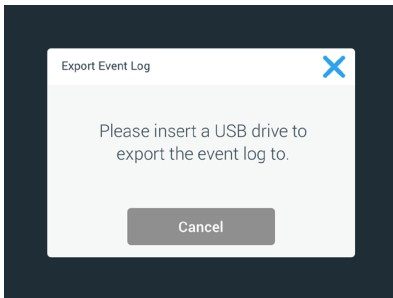 Export Event Log
Please insert a USB drive to
export the event log to.
Cancel